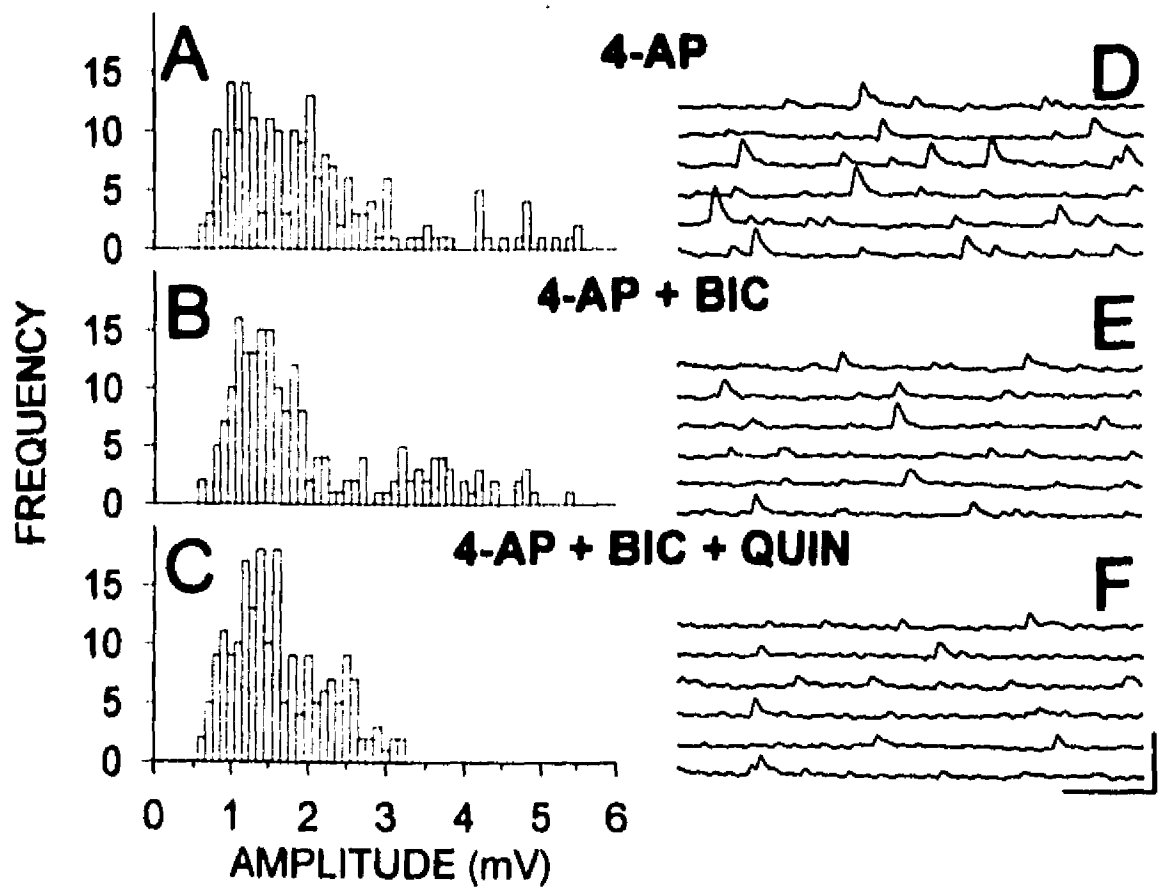 4-AP
A
15
10
5
0
D
4-AP + BIC
B
15
10
5
0
E
4-AP + BIC + QUIN
C
15
10
5
0
F
FREQUENCY
0 1 2 3 4 5 6
AMPLITUDE (mV)